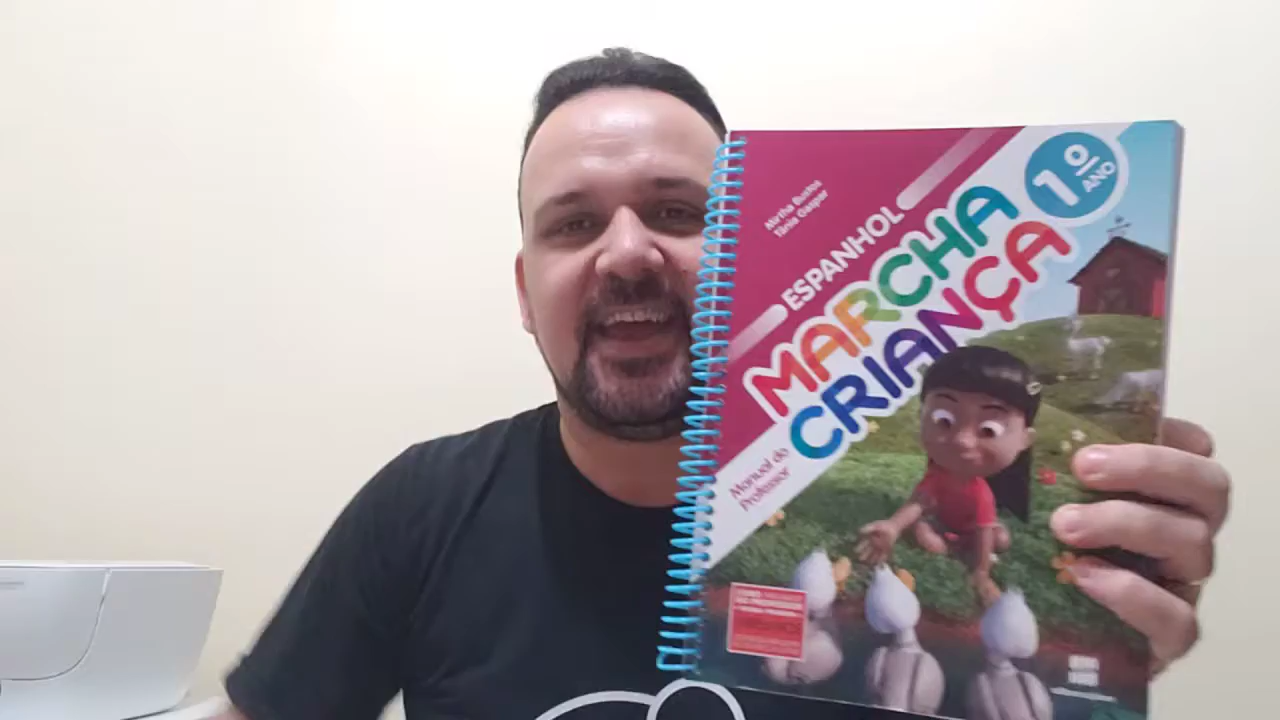 Mirtha Bustos
Tânia Gaspar
ESPANHOL
MARCHA
CRIANÇA
1º
ANO
Manual do
Professor